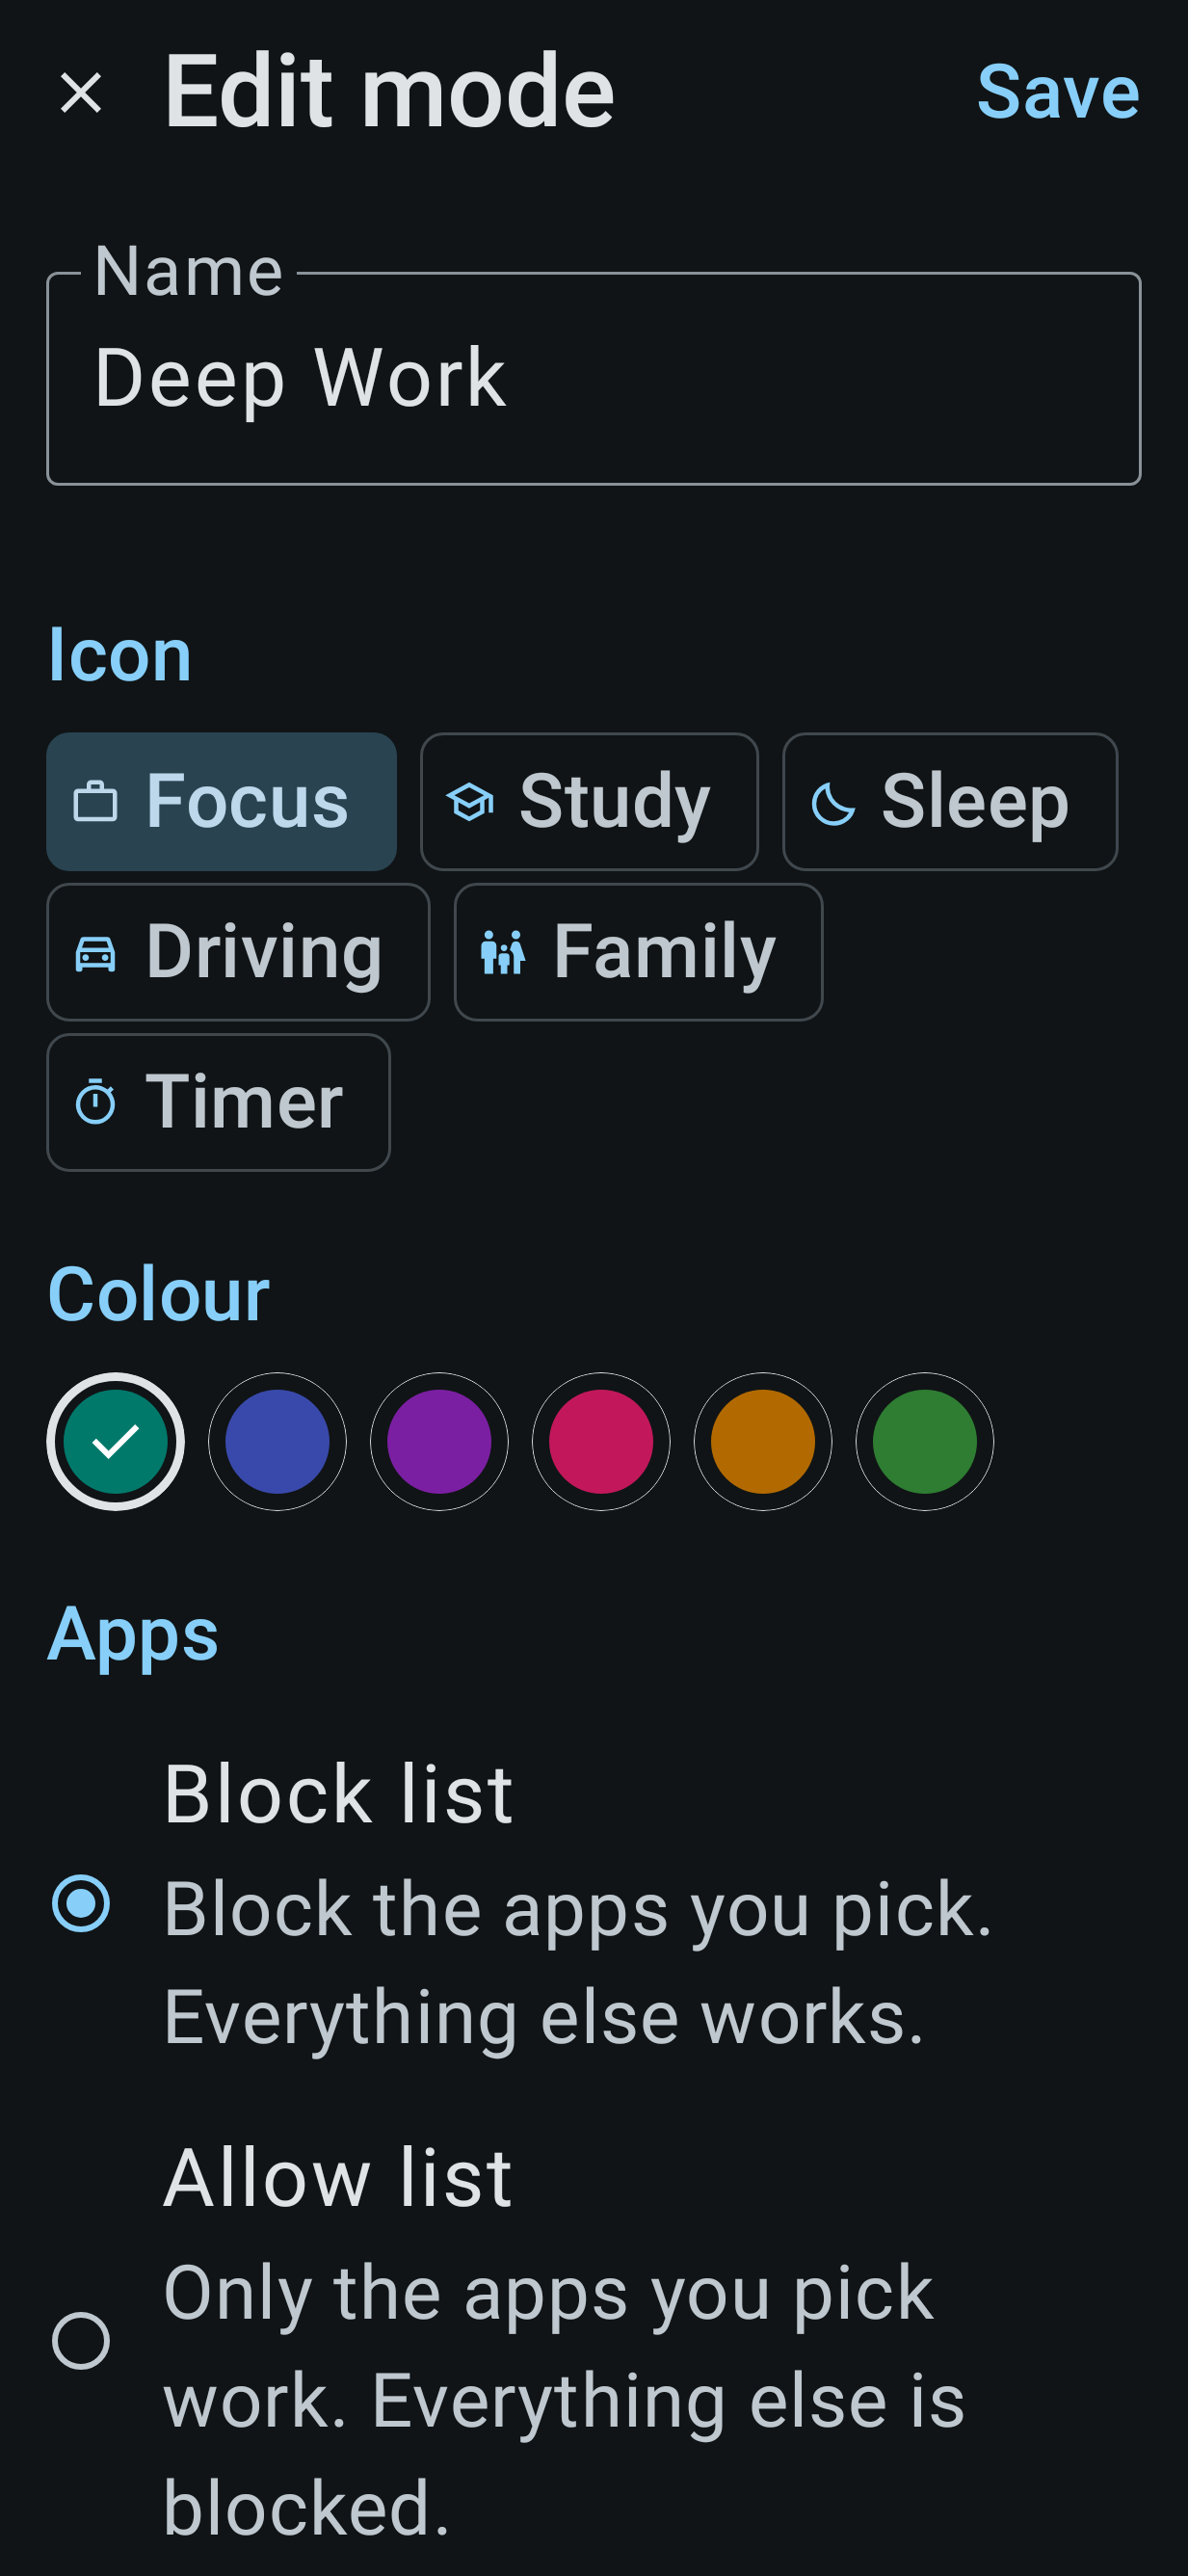 Edit mode
Save
Name
Deep Work
Icon
Focus
Study
Sleep
Driving
Family
Timer
Colour
Apps
Block list
Block the apps you pick.
Everything else works.
Allow list
Only the apps you pick
work. Everything else is
blocked.